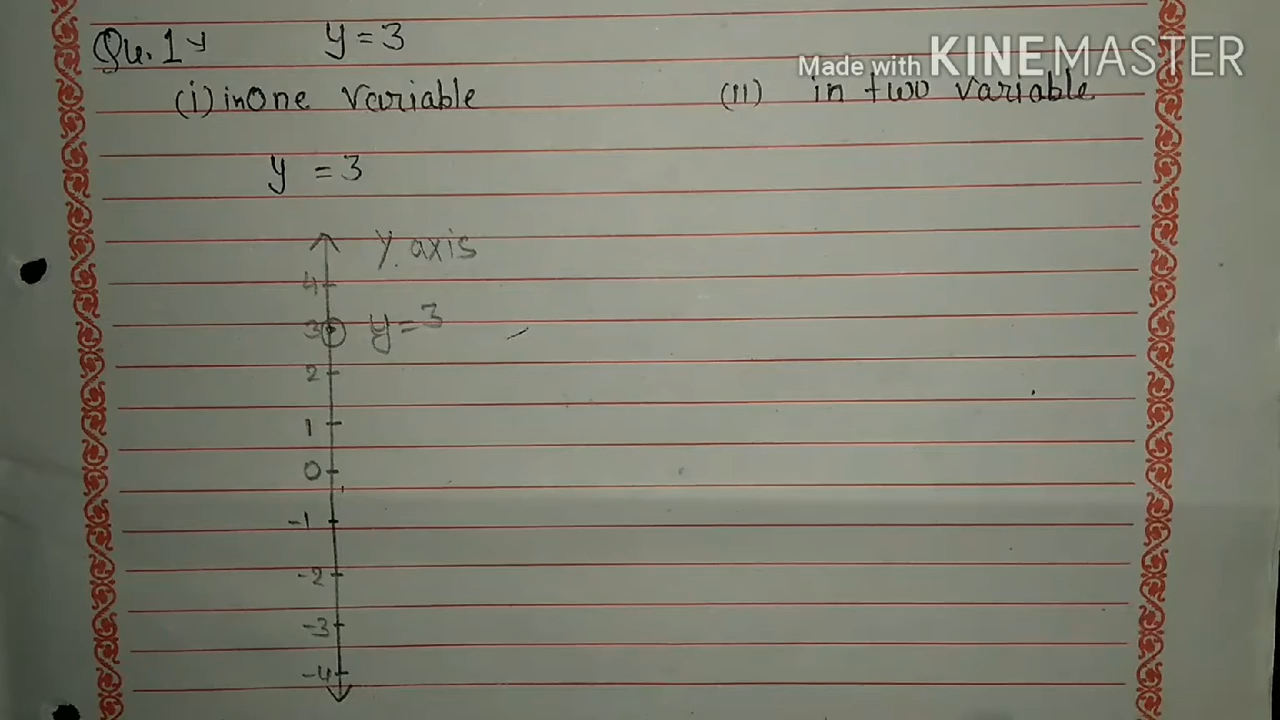 Qu. 1 y = 3
Made with KINEMASTER
(i) in One Variable
(II) in two variable
y = 3
Y. axis
4
3 y = 3
2
1
0
-1
-2
-3
-4